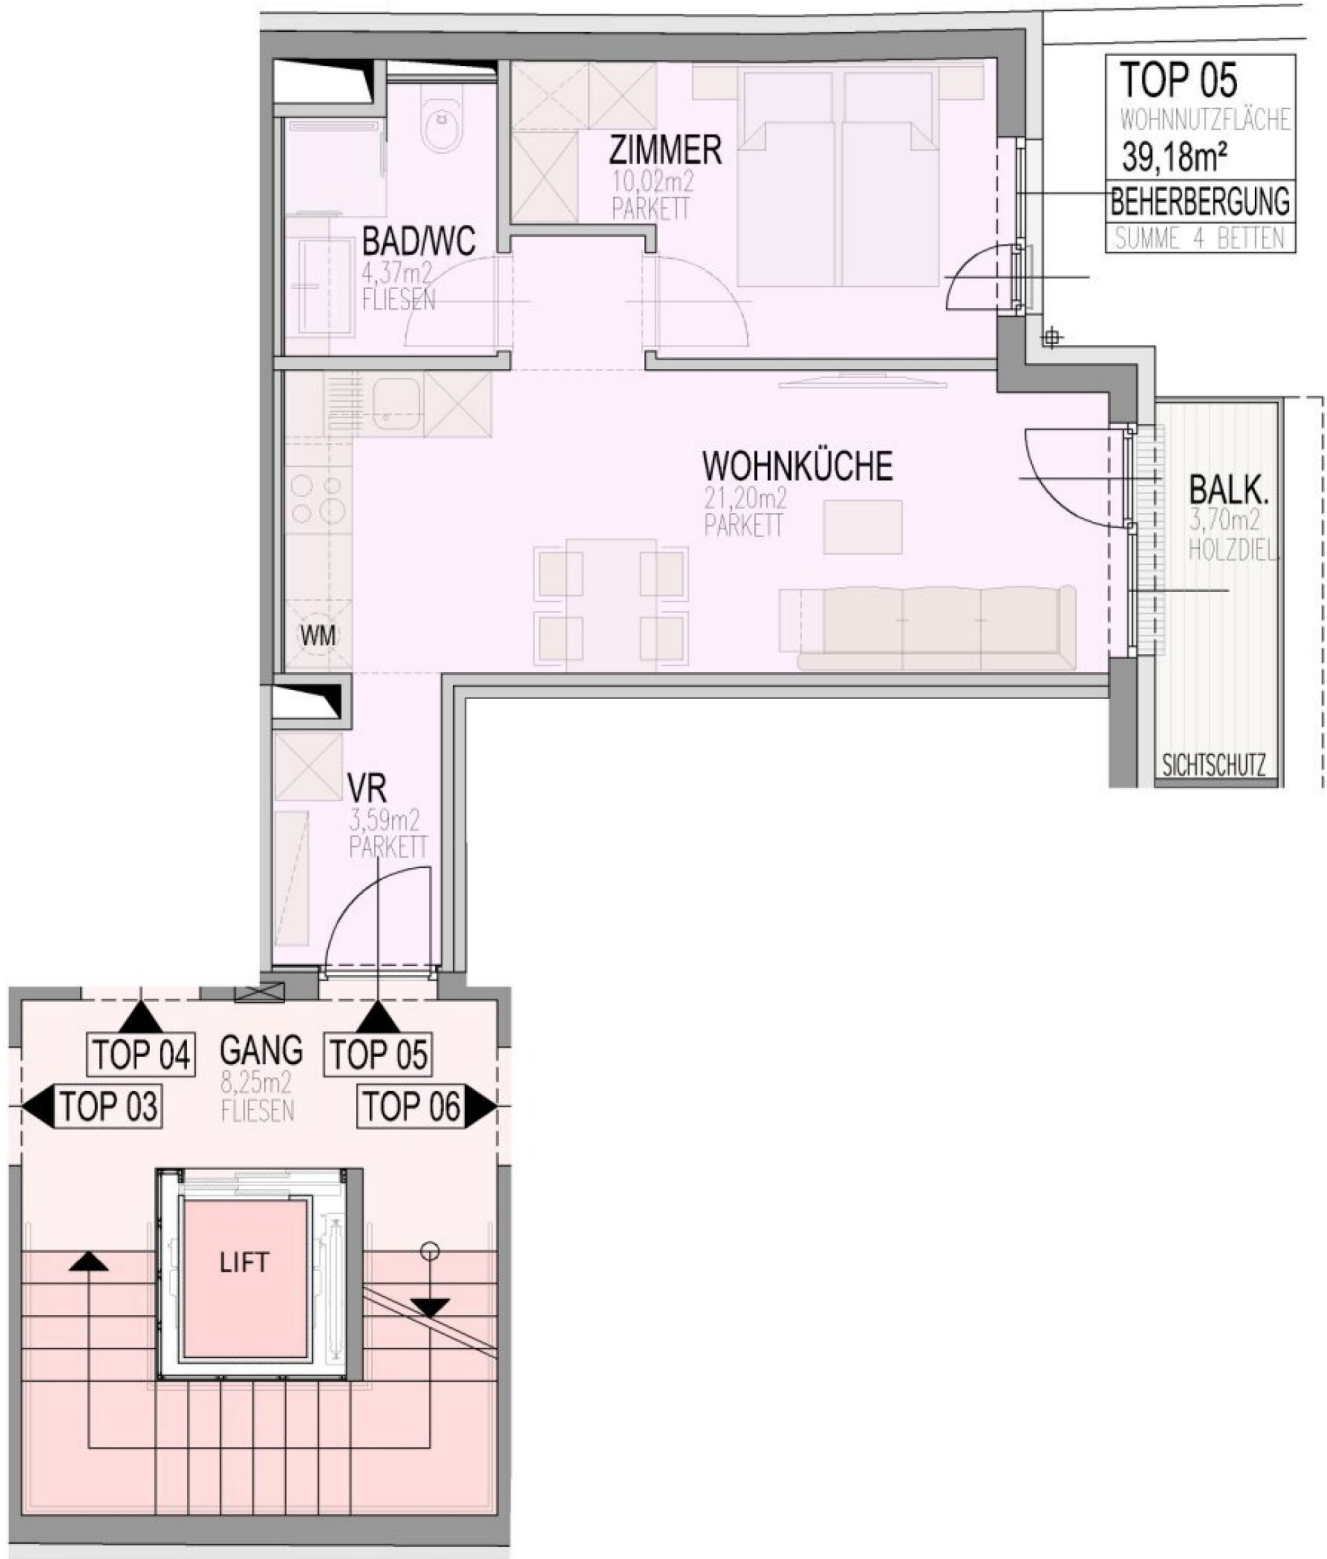 TOP 05
WOHNNUTZFLÄCHE
39,18m²
BEHERBERGUNG
SUMME 4 BETTEN
ZIMMER
10,02m2
PARKETT
BAD/WC
4,37m2
FLIESEN
WOHNKÜCHE
21,20m2
PARKETT
BALK.
3,70m2
HOLZDIEL.
WM
SICHTSCHUTZ
VR
3,59m2
PARKETT
TOP 04
GANG
8,25m2
FLIESEN
TOP 05
TOP 03
TOP 06
LIFT